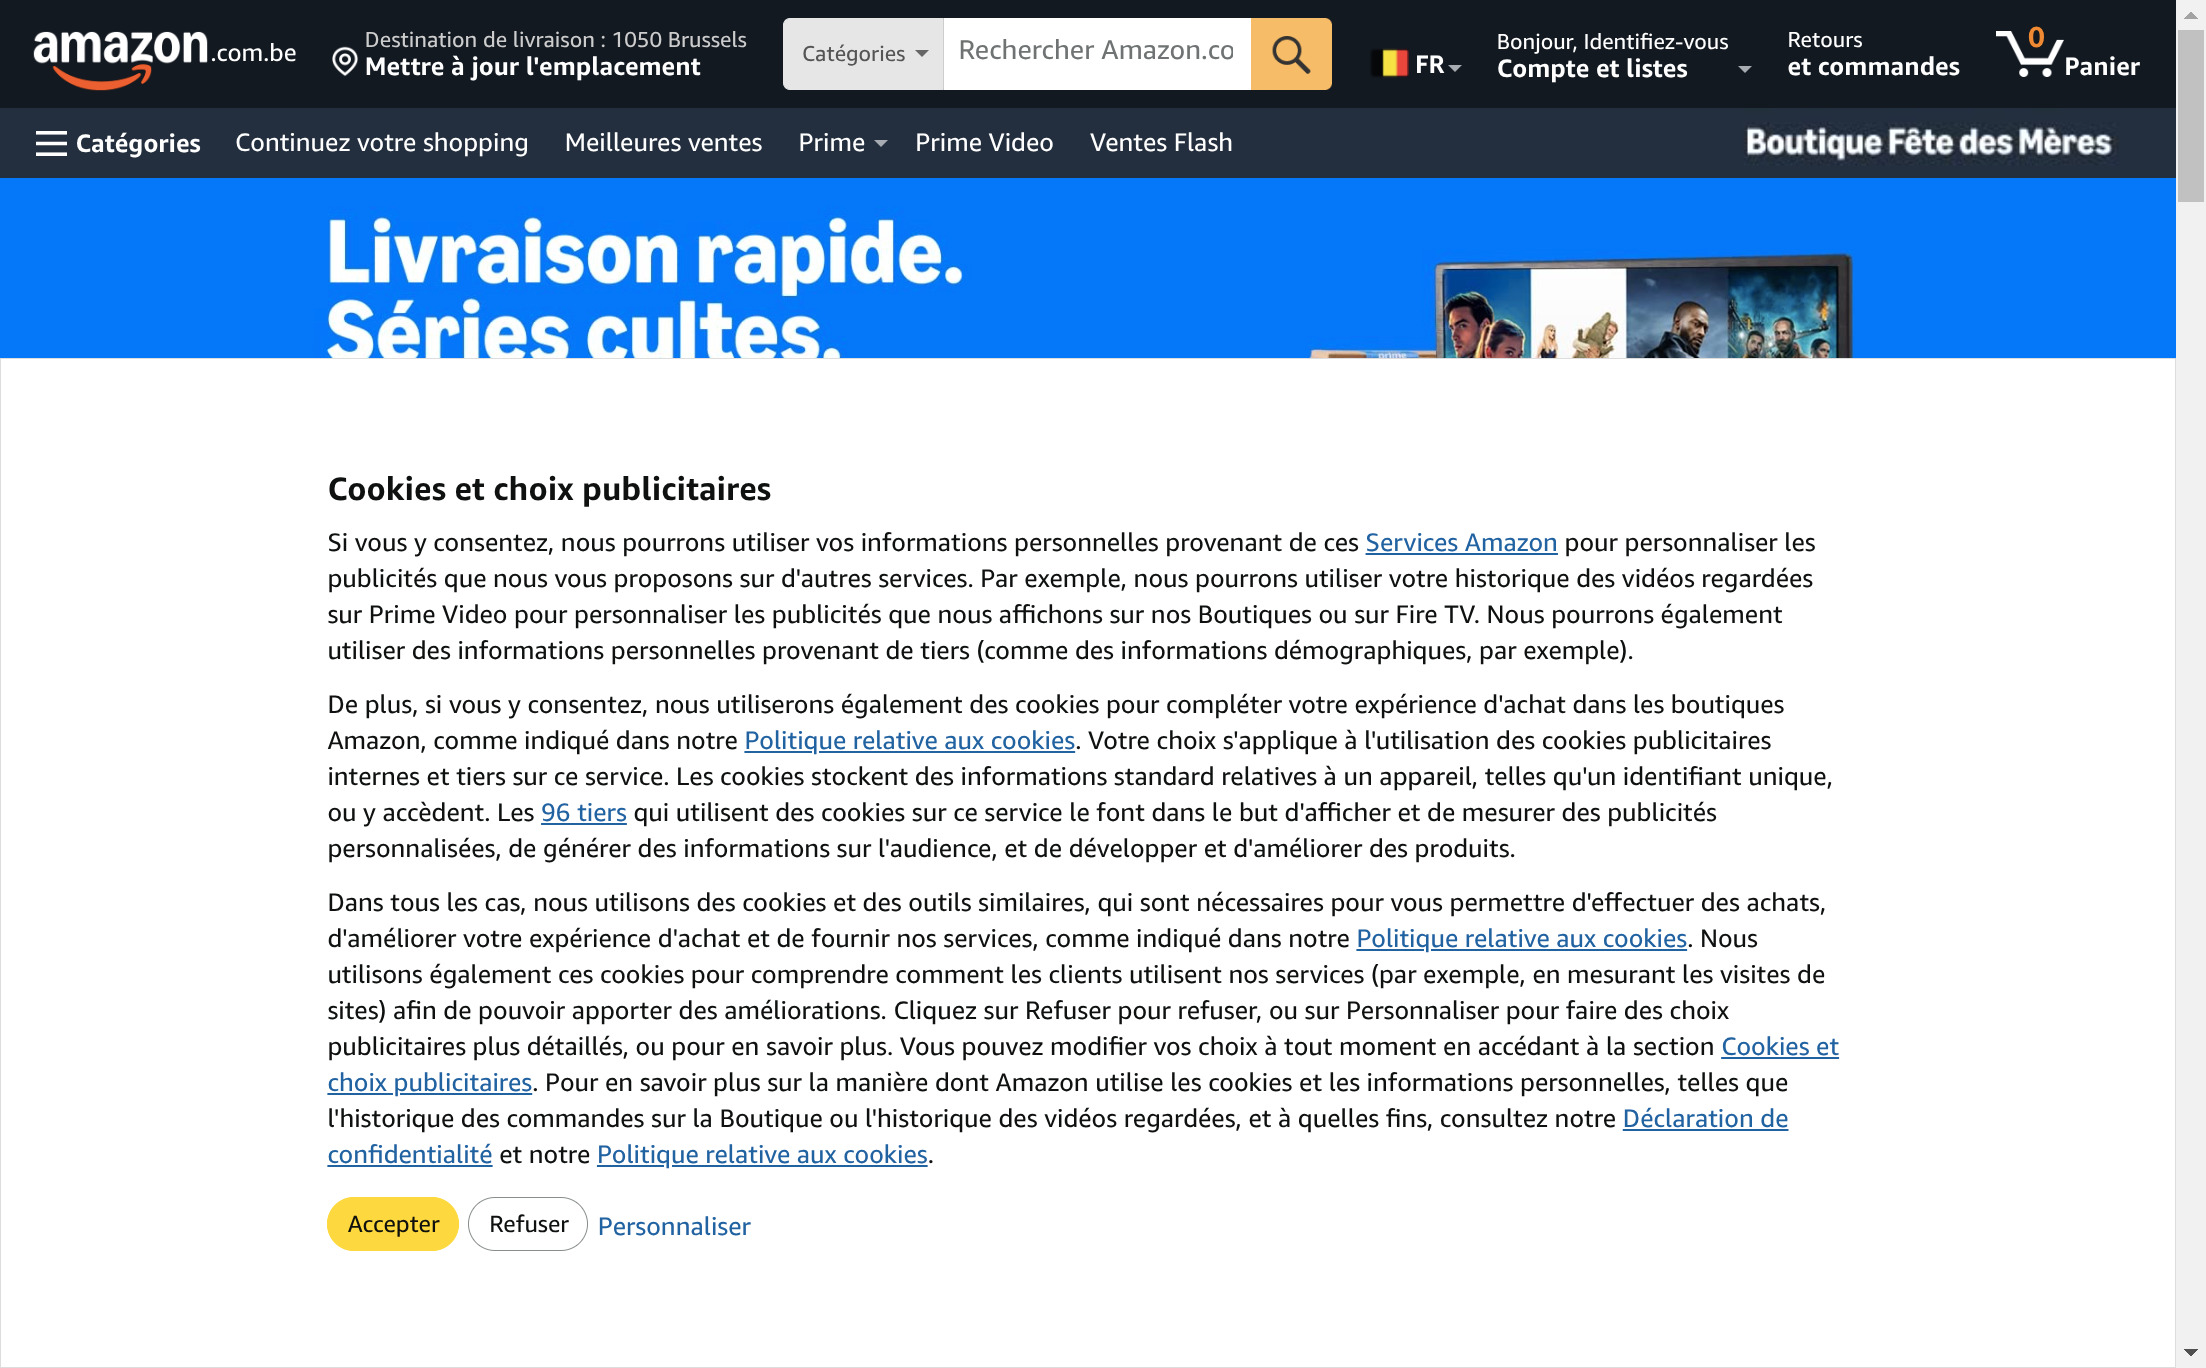 amazon.com.be
Destination de livraison : 1050 Brussels
Mettre à jour l'emplacement
Catégories
Rechercher Amazon.co
FR
Bonjour, Identifiez-vous
Compte et listes
Retours
et commandes
0
Panier
Catégories
Continuez votre shopping
Meilleures ventes
Prime
Prime Video
Ventes Flash
Boutique Fête des Mères
Livraison rapide.
Séries cultes.
prime
Cookies et choix publicitaires
Si vous y consentez, nous pourrons utiliser vos informations personnelles provenant de ces Services Amazon pour personnaliser les
publicités que nous vous proposons sur d'autres services. Par exemple, nous pourrons utiliser votre historique des vidéos regardées
sur Prime Video pour personnaliser les publicités que nous affichons sur nos Boutiques ou sur Fire TV. Nous pourrons également
utiliser des informations personnelles provenant de tiers (comme des informations démographiques, par exemple).
De plus, si vous y consentez, nous utiliserons également des cookies pour compléter votre expérience d'achat dans les boutiques
Amazon, comme indiqué dans notre Politique relative aux cookies. Votre choix s'applique à l'utilisation des cookies publicitaires
internes et tiers sur ce service. Les cookies stockent des informations standard relatives à un appareil, telles qu'un identifiant unique,
ou y accèdent. Les 96 tiers qui utilisent des cookies sur ce service le font dans le but d'afficher et de mesurer des publicités
personnalisées, de générer des informations sur l'audience, et de développer et d'améliorer des produits.
Dans tous les cas, nous utilisons des cookies et des outils similaires, qui sont nécessaires pour vous permettre d'effectuer des achats,
d'améliorer votre expérience d'achat et de fournir nos services, comme indiqué dans notre Politique relative aux cookies. Nous
utilisons également ces cookies pour comprendre comment les clients utilisent nos services (par exemple, en mesurant les visites de
sites) afin de pouvoir apporter des améliorations. Cliquez sur Refuser pour refuser, ou sur Personnaliser pour faire des choix
publicitaires plus détaillés, ou pour en savoir plus. Vous pouvez modifier vos choix à tout moment en accédant à la section Cookies et
choix publicitaires. Pour en savoir plus sur la manière dont Amazon utilise les cookies et les informations personnelles, telles que
l'historique des commandes sur la Boutique ou l'historique des vidéos regardées, et à quelles fins, consultez notre Déclaration de
confidentialité et notre Politique relative aux cookies.
Accepter
Refuser
Personnaliser